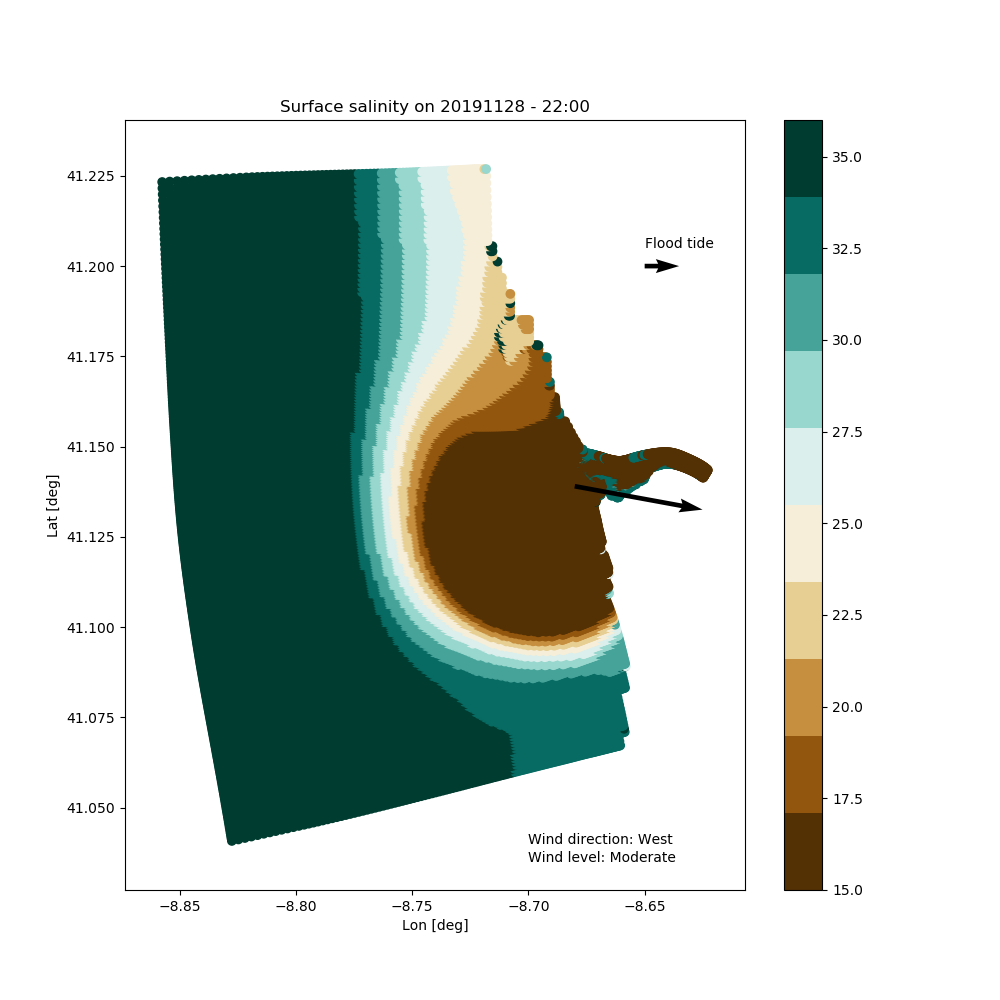 Surface salinity on 20191128 - 22:00
Lat [deg]
41.225
41.200
41.175
41.150
41.125
41.100
41.075
41.050
Flood tide
Wind direction: West
Wind level: Moderate
−8.85 −8.80 −8.75 −8.70 −8.65
Lon [deg]
35.0
32.5
30.0
27.5
25.0
22.5
20.0
17.5
15.0